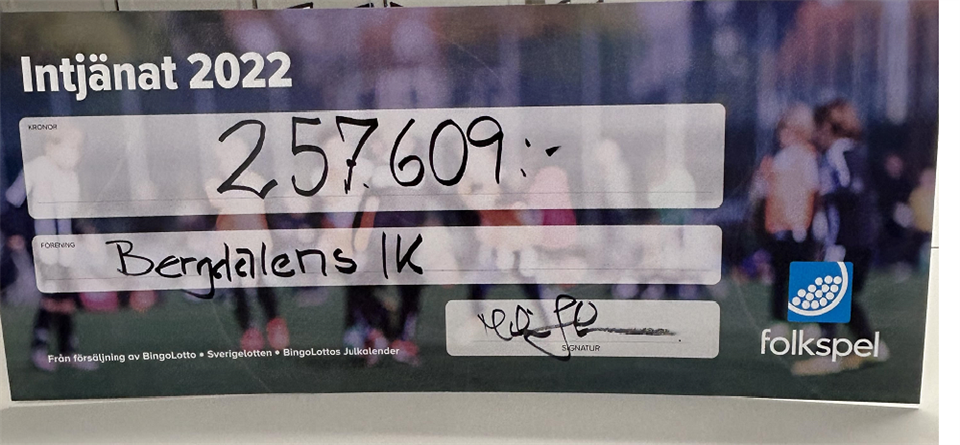 Intjänat 2022
KRONOR
257.609:-
FÖRENING
Bergdalens IK
SIGNATUR
Från försäljning av BingoLotto • Sverigelotten • BingoLottos Julkalender
folkspel